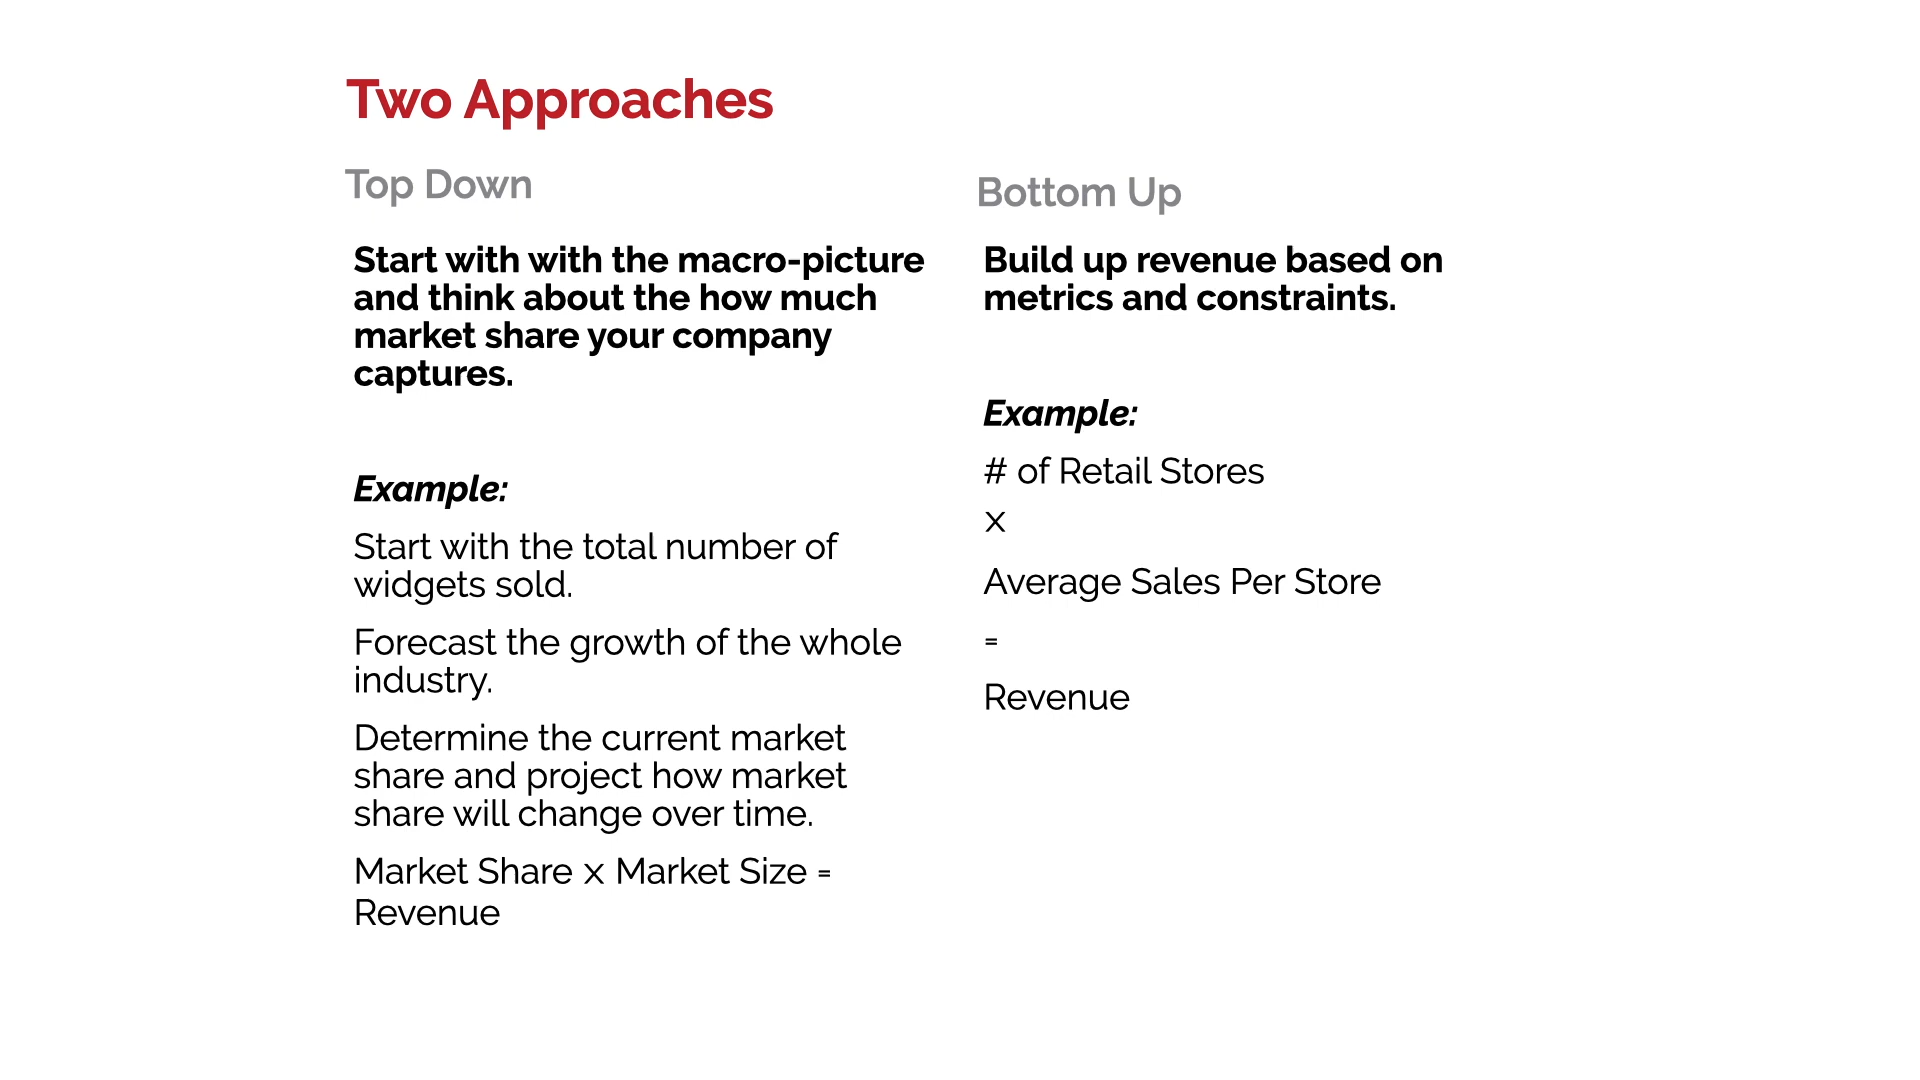 Two Approaches
Top Down
Start with with the macro-picture
and think about the how much
market share your company
captures.
Example:
Start with the total number of
widgets sold.
Forecast the growth of the whole
industry.
Determine the current market
share and project how market
share will change over time.
Market Share x Market Size =
Revenue
Bottom Up
Build up revenue based on
metrics and constraints.
Example:
# of Retail Stores
x
Average Sales Per Store
=
Revenue